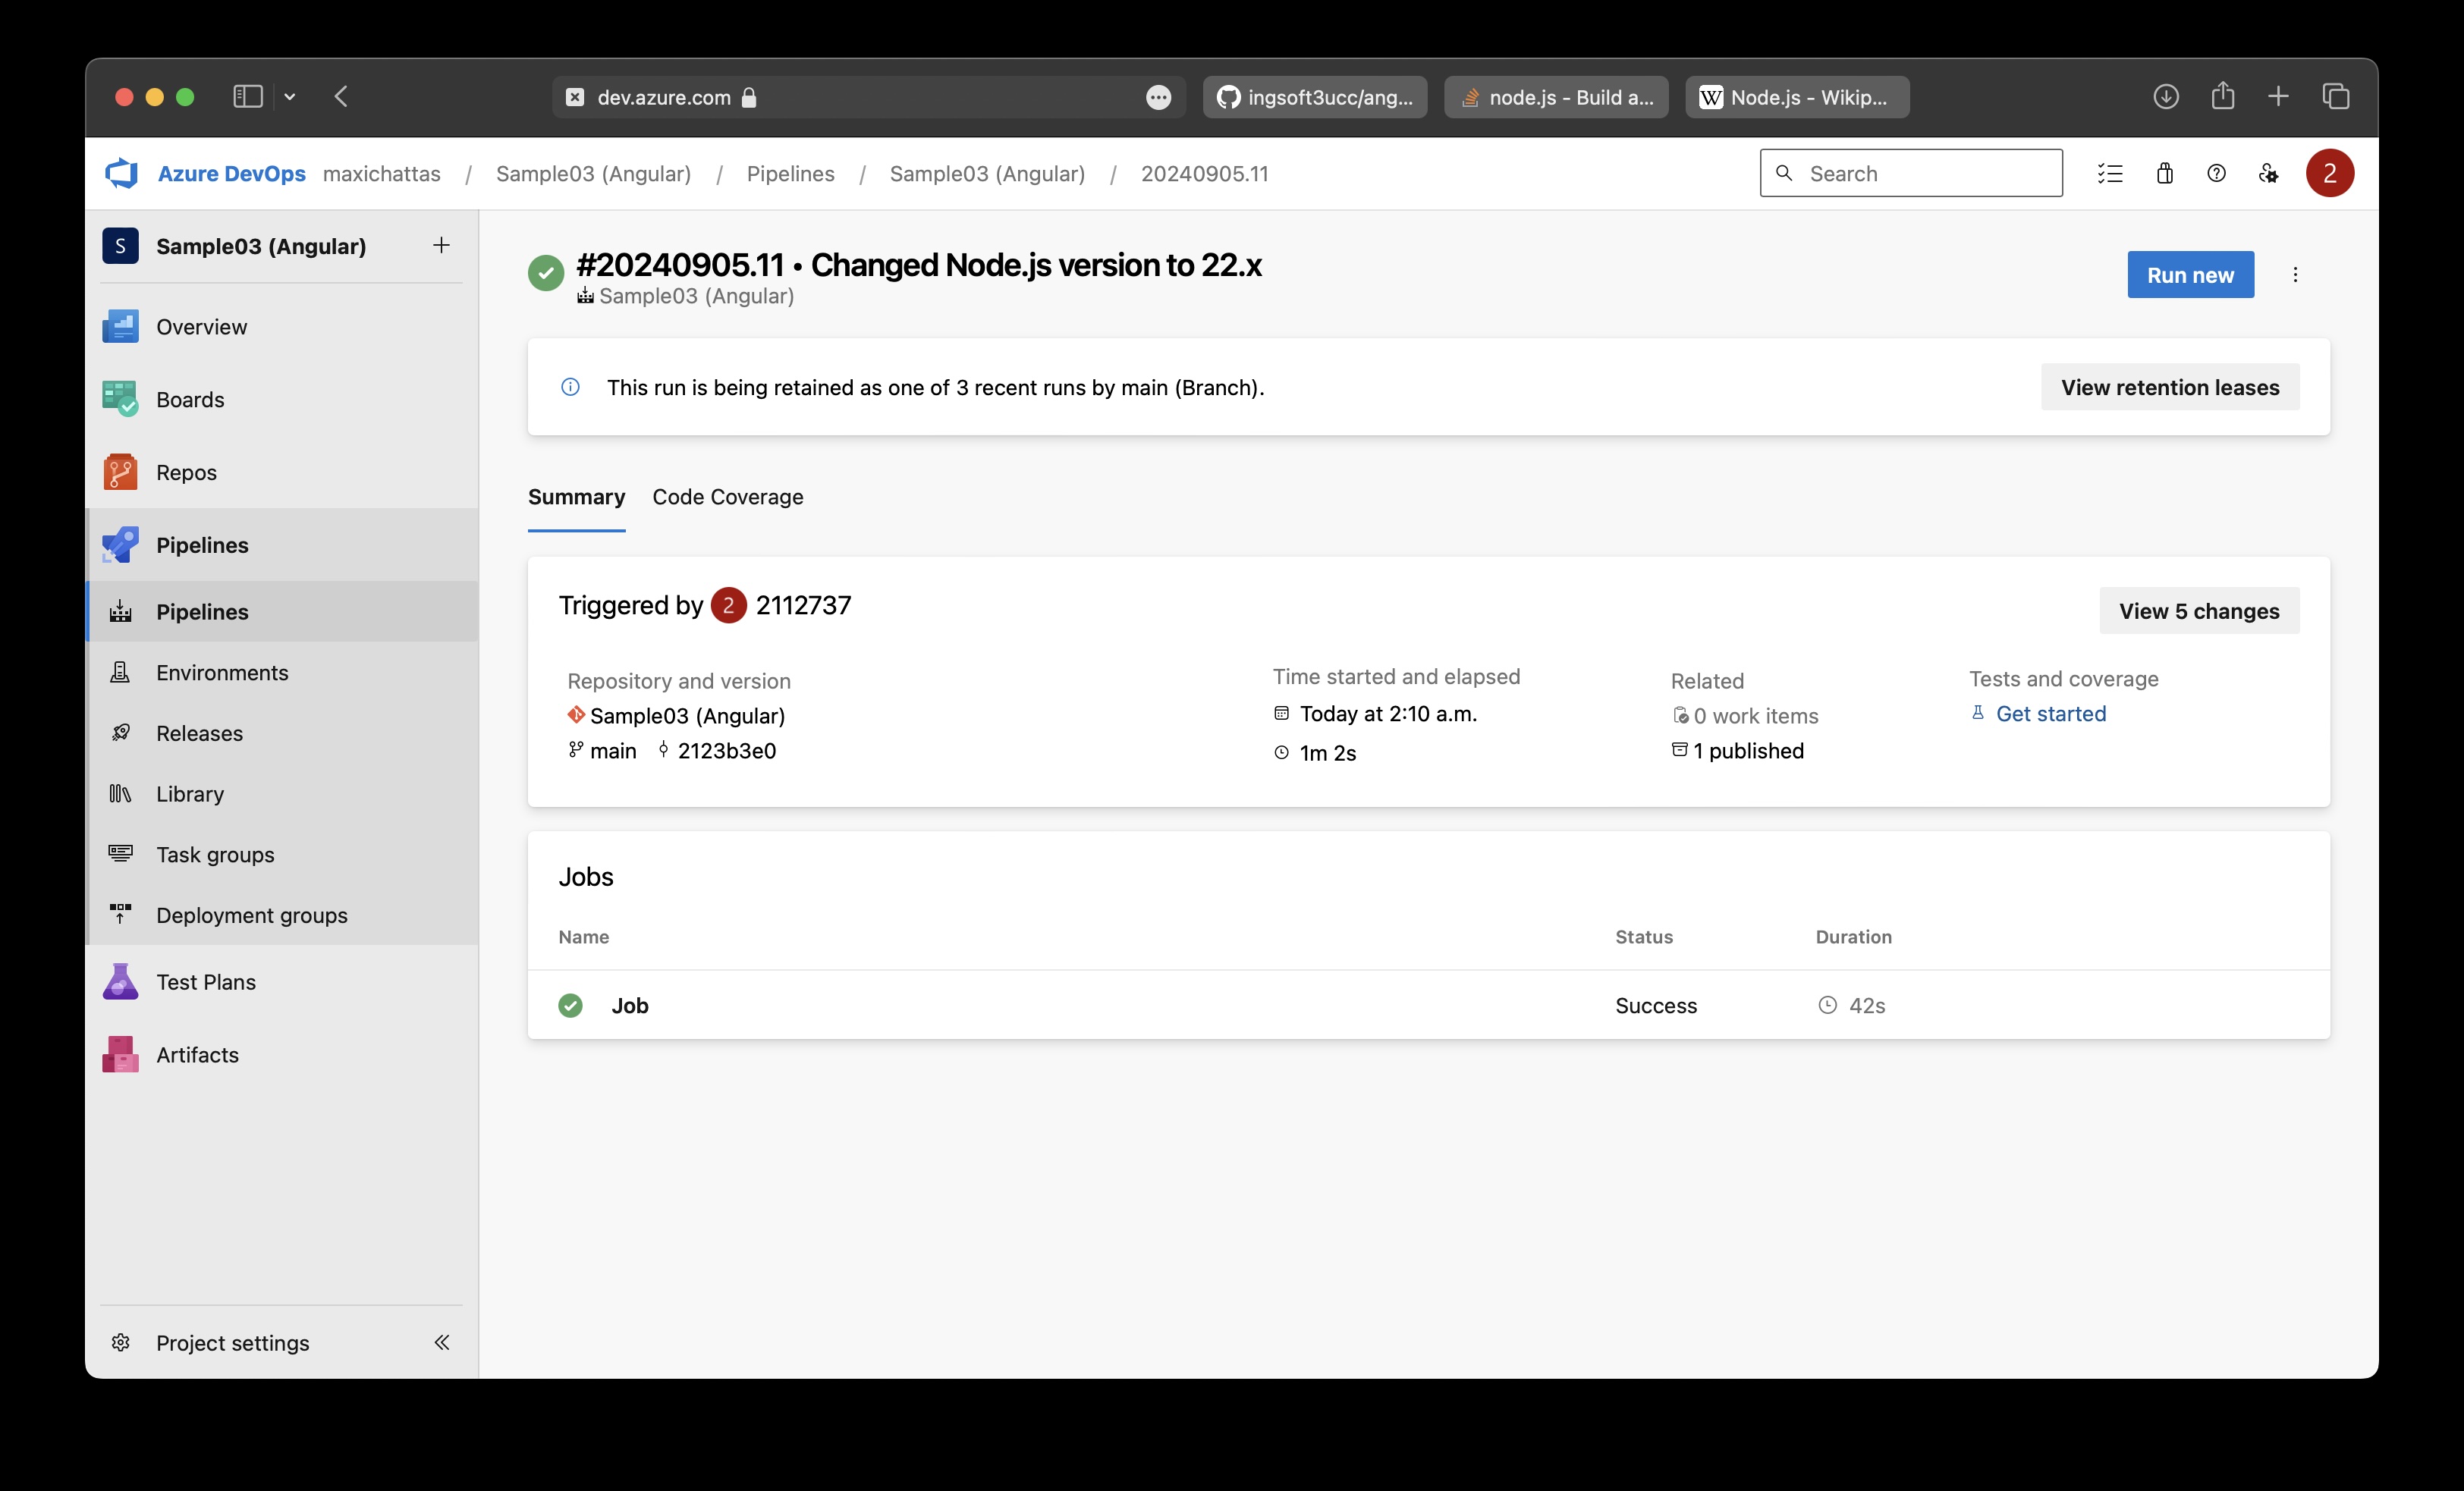 dev.azure.com
ingsoft3ucc/ang...
node.js - Build a...
W Node.js - Wikip...
Azure DevOps maxichattas / Sample03 (Angular) / Pipelines / Sample03 (Angular) / 20240905.11
Search
2
S Sample03 (Angular)
Overview
Boards
Repos
Pipelines
Pipelines
Environments
Releases
Library
Task groups
Deployment groups
Test Plans
Artifacts
Project settings
#20240905.11 • Changed Node.js version to 22.x
Sample03 (Angular)
Run new
This run is being retained as one of 3 recent runs by main (Branch).
View retention leases
Summary Code Coverage
Triggered by 2 2112737
View 5 changes
Repository and version
Sample03 (Angular)
main 2123b3e0
Time started and elapsed
Today at 2:10 a.m.
1m 2s
Related
0 work items
1 published
Tests and coverage
Get started
Jobs
Name Status Duration
Job Success 42s